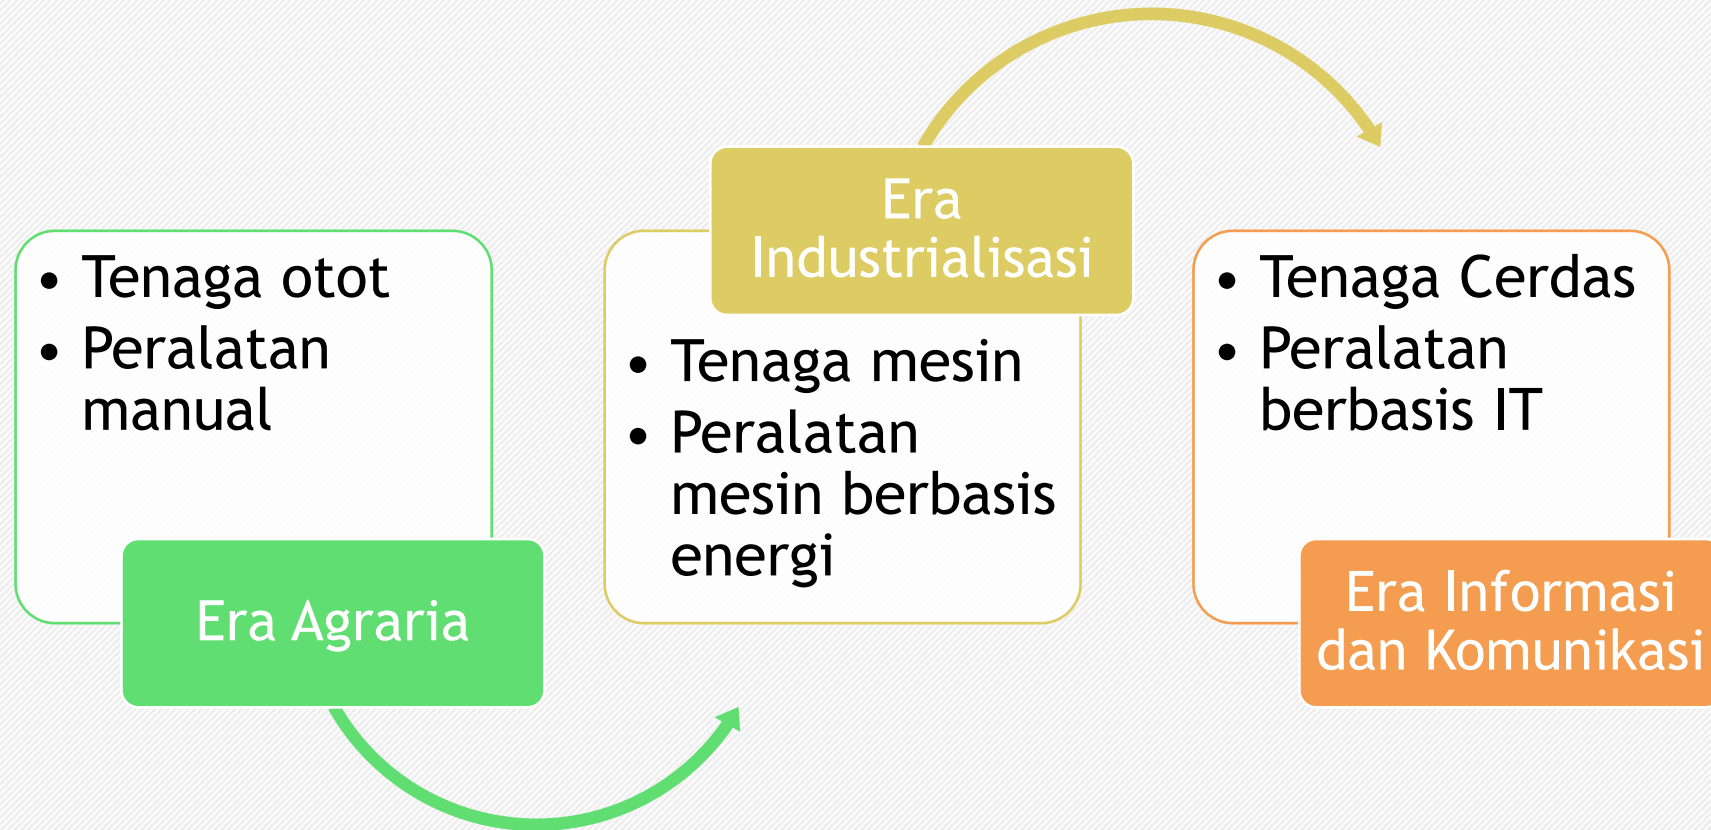 • Tenaga otot
• Peralatan
manual
Era Agraria
Era
Industrialisasi
• Tenaga mesin
• Peralatan
mesin berbasis
energi
• Tenaga Cerdas
• Peralatan
berbasis IT
Era Informasi
dan Komunikasi